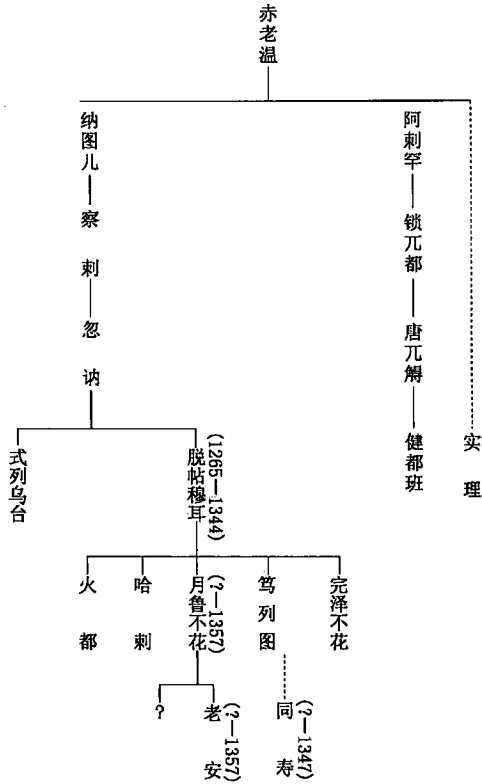 赤老温
纳图儿
察剌
忽讷
阿剌罕
锁兀都
唐兀䚟
健都班
实理
式列乌台
脱帖穆耳
(1265—1344)
火都
哈剌
月鲁不花
(?—1357)
笃列图
完泽不花
?
老安
(?—1357)
同寿
(?—1347)